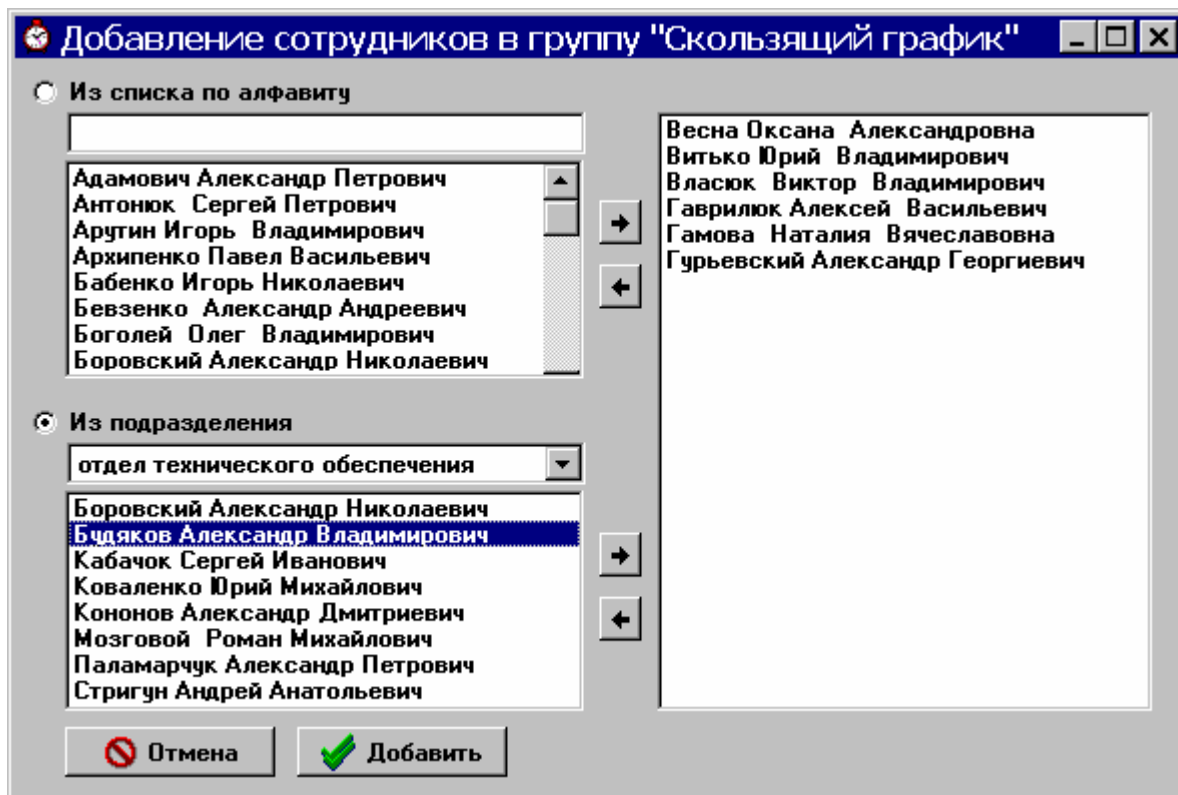 Добавление сотрудников в группу "Скользящий график"
Из списка по алфавиту
Адамович Александр Петрович
Антонюк Сергей Петрович
Арутин Игорь Владимирович
Архипенко Павел Васильевич
Бабенко Игорь Николаевич
Бевзенко Александр Андреевич
Боголей Олег Владимирович
Боровский Александр Николаевич
Из подразделения
отдел технического обеспечения
Боровский Александр Николаевич
Будяков Александр Владимирович
Кабачок Сергей Иванович
Коваленко Юрий Михайлович
Кононов Александр Дмитриевич
Мозговой Роман Михайлович
Паламарчук Александр Петрович
Стригун Андрей Анатольевич
Весна Оксана Александровна
Витько Юрий Владимирович
Власюк Виктор Владимирович
Гаврилюк Алексей Васильевич
Гамова Наталия Вячеславовна
Гурьевский Александр Георгиевич
Отмена
Добавить